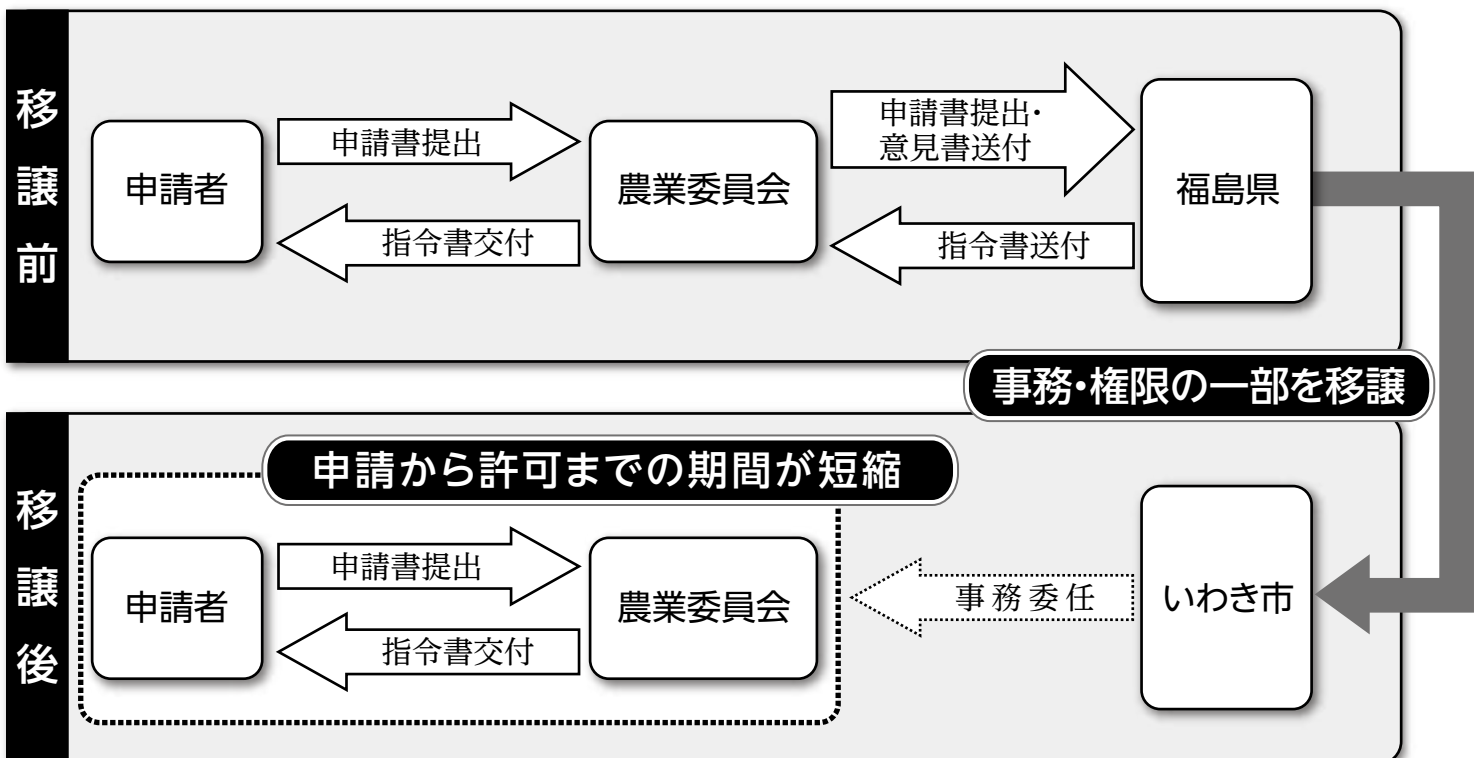 移譲前
申請者
申請書提出
指令書交付
農業委員会
申請書提出・
意見書送付
指令書送付
福島県
事務・権限の一部を移譲
移譲後
申請から許可までの期間が短縮
申請者
申請書提出
指令書交付
農業委員会
事務委任
いわき市